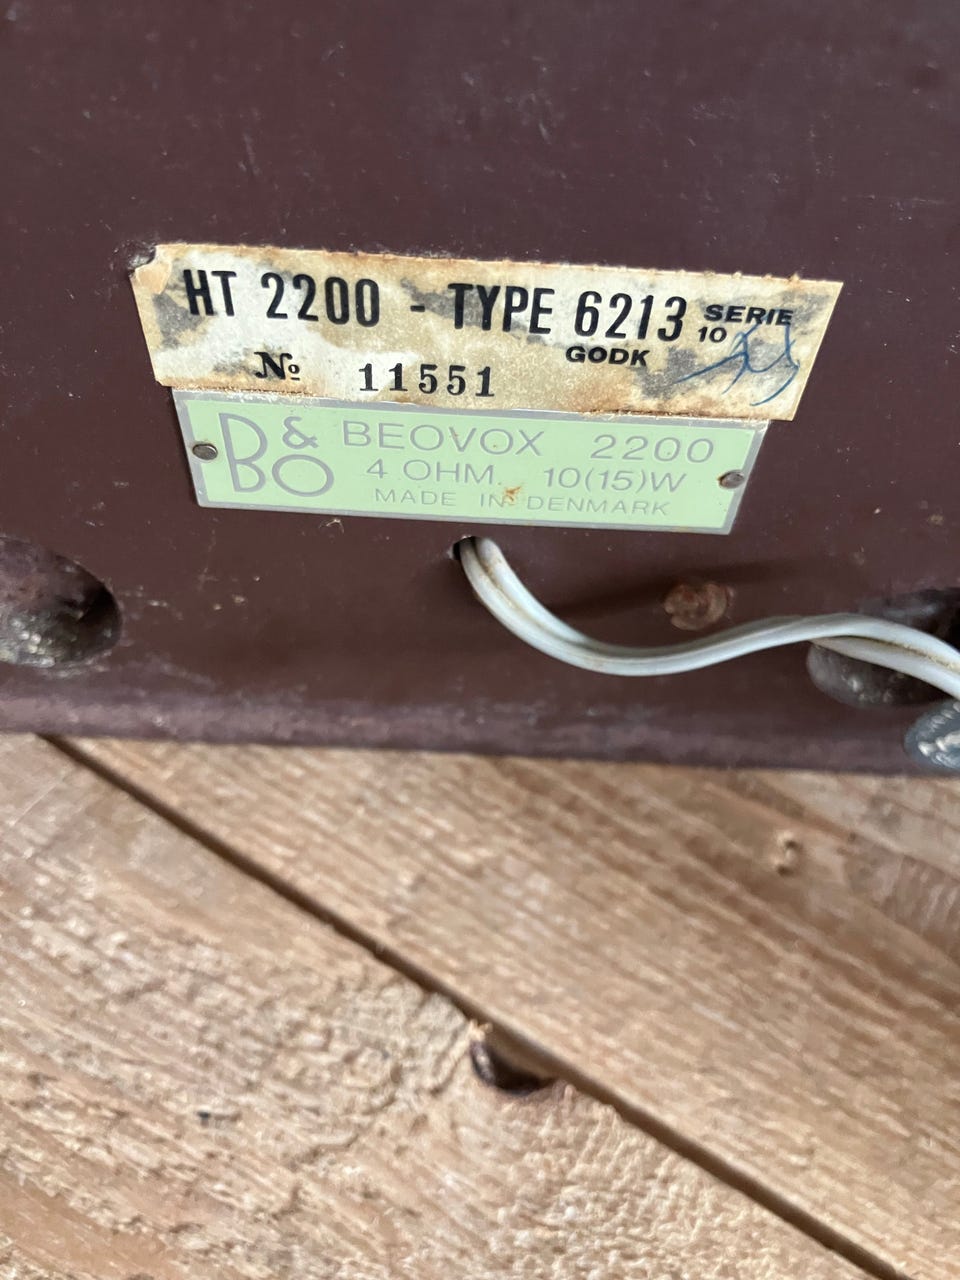 HT 2200 - TYPE 6213 SERIE 10
GODK
No 11551
B&O BEOVOX 2200
4 OHM. 10(15)W
MADE IN DENMARK